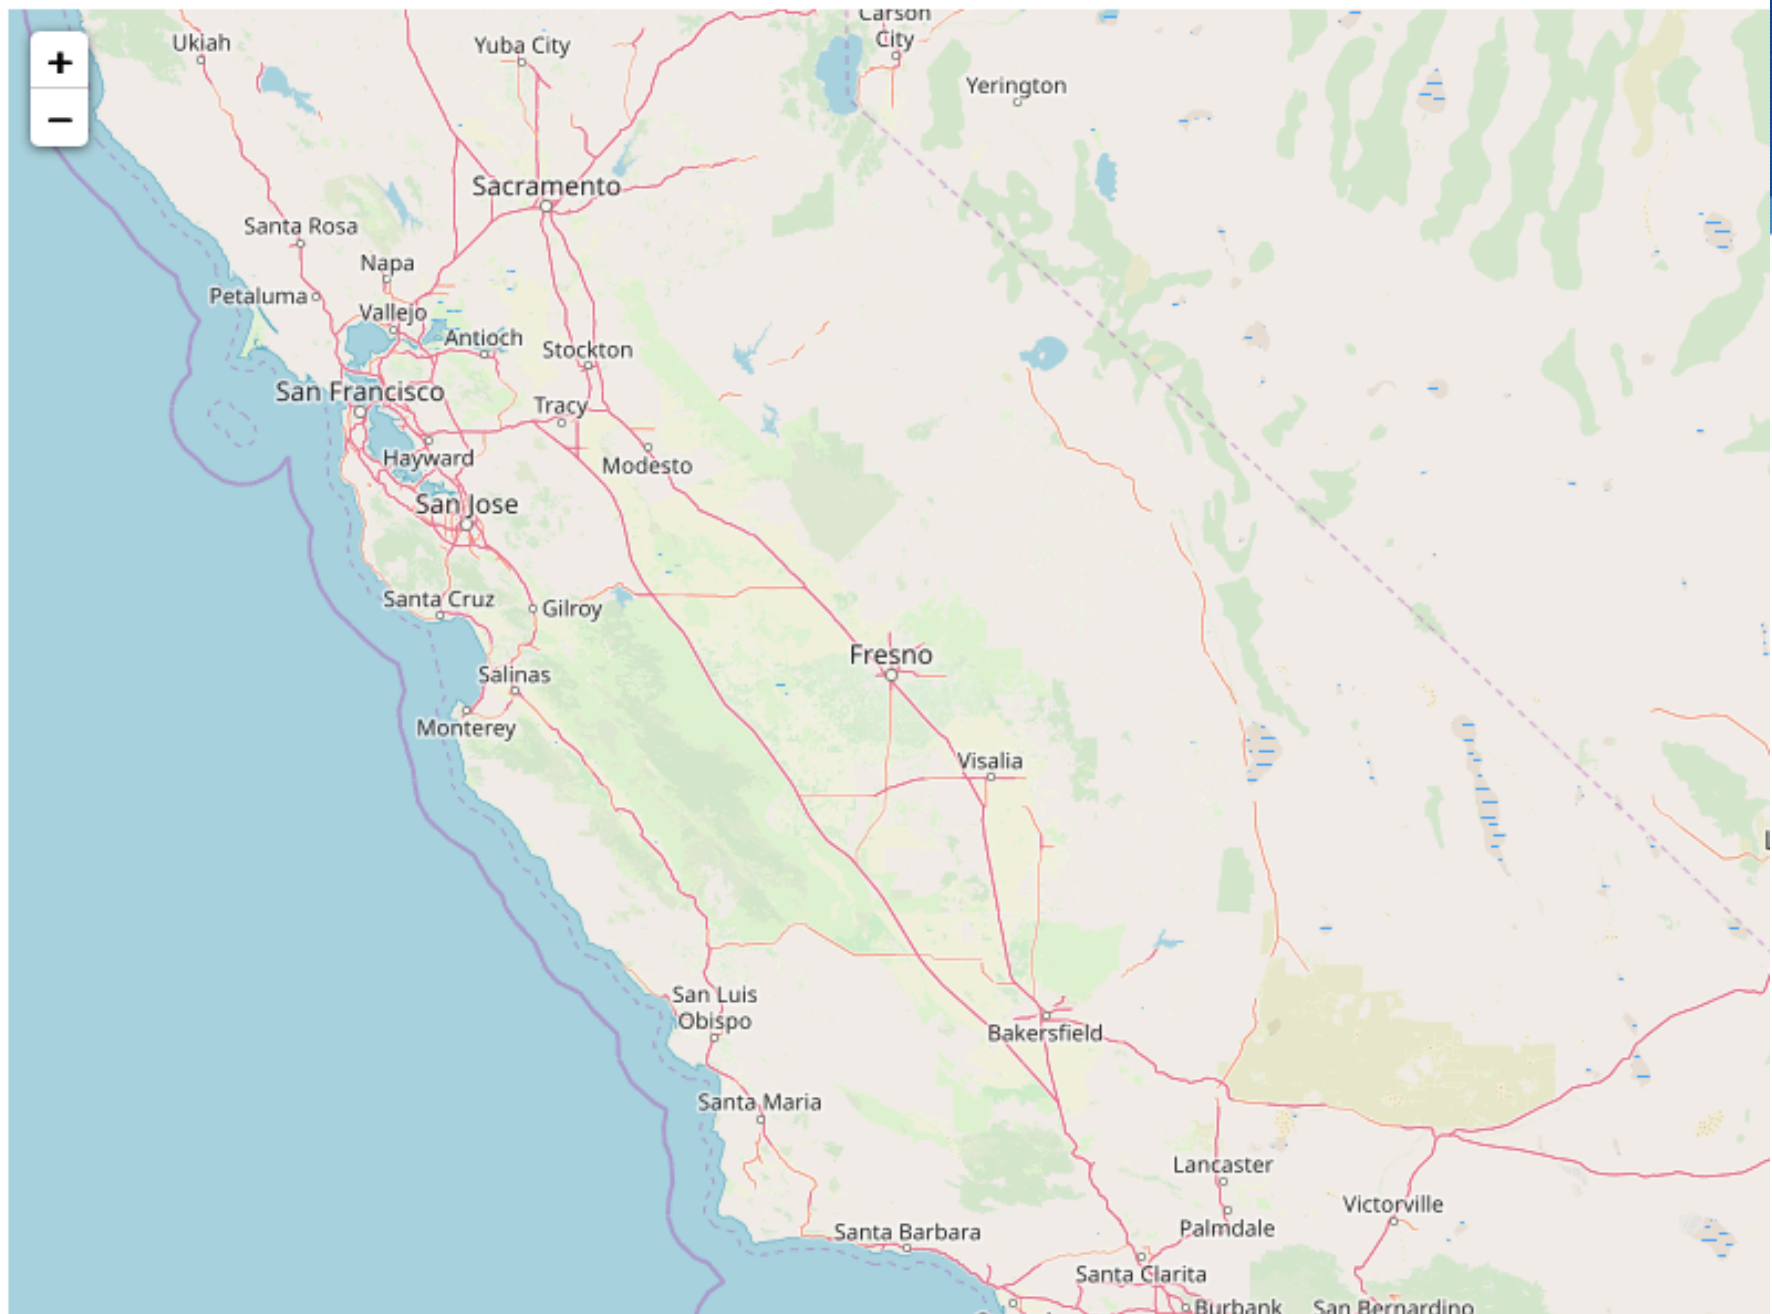 Carson
City
Ukiah
Yuba City
+
Yerington
−
Sacramento
Santa Rosa
Napa
Petaluma
Vallejo
Antioch
Stockton
San Francisco
Tracy
Hayward
Modesto
San Jose
Santa Cruz
Gilroy
Fresno
Salinas
Monterey
Visalia
San Luis
Obispo
Bakersfield
Santa Maria
Lancaster
Victorville
Palmdale
Santa Barbara
Santa Clarita
Burbank
San Bernardino